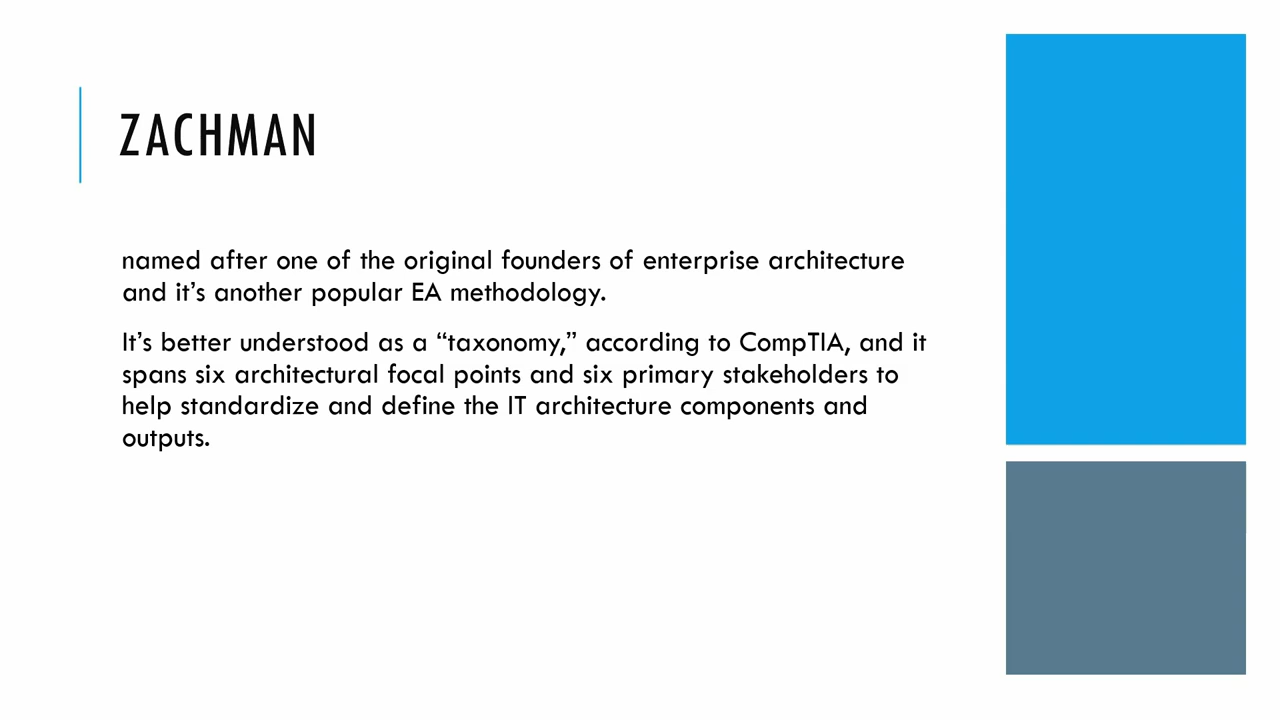 ZACHMAN
named after one of the original founders of enterprise architecture
and it’s another popular EA methodology.
It’s better understood as a “taxonomy,” according to CompTIA, and it
spans six architectural focal points and six primary stakeholders to
help standardize and define the IT architecture components and
outputs.